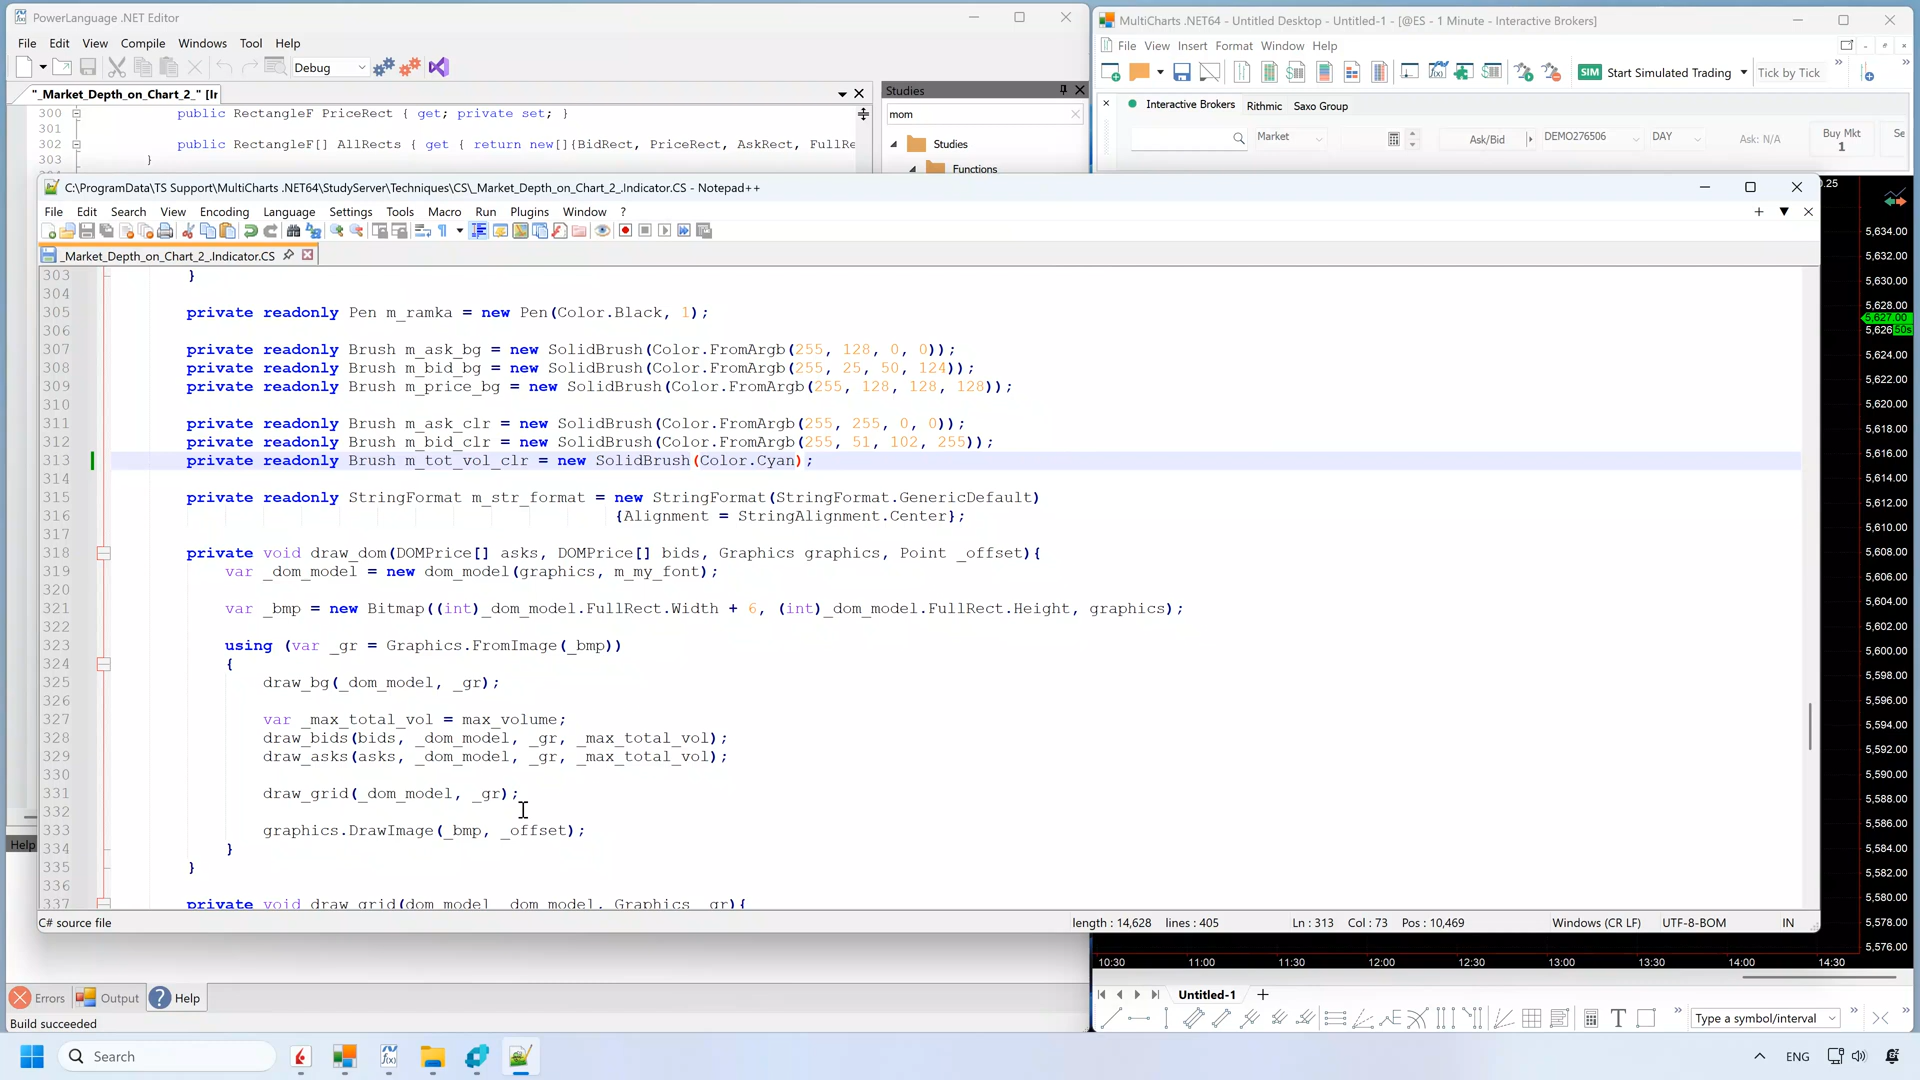 PowerLanguage .NET Editor
File Edit View Compile Windows Tool Help
Debug
"_Market_Depth_on_Chart_2_" [Ir
300 public RectangleF PriceRect { get; private set; }
301
302 public RectangleF[] AllRects { get { return new[]{BidRect, PriceRect, AskRect, FullRe
303 }
Studies
mom
Studies
Functions
MultiCharts .NET64 - Untitled Desktop - Untitled-1 - [@ES - 1 Minute - Interactive Brokers]
File View Insert Format Window Help
SIM Start Simulated Trading Tick by Tick
Interactive Brokers Rithmic Saxo Group
Market Ask/Bid DEMO276506 DAY Ask: N/A Buy Mkt Se
1
C:\ProgramData\TS Support\MultiCharts .NET64\StudyServer\Techniques\CS\_Market_Depth_on_Chart_2_.Indicator.CS - Notepad++
File Edit Search View Encoding Language Settings Tools Macro Run Plugins Window ?
_Market_Depth_on_Chart_2_.Indicator.CS
303 }
304
305 private readonly Pen m_ramka = new Pen(Color.Black, 1);
306
307 private readonly Brush m_ask_bg = new SolidBrush(Color.FromArgb(255, 128, 0, 0));
308 private readonly Brush m_bid_bg = new SolidBrush(Color.FromArgb(255, 25, 50, 124));
309 private readonly Brush m_price_bg = new SolidBrush(Color.FromArgb(255, 128, 128, 128));
310
311 private readonly Brush m_ask_clr = new SolidBrush(Color.FromArgb(255, 255, 0, 0));
312 private readonly Brush m_bid_clr = new SolidBrush(Color.FromArgb(255, 51, 102, 255));
313 private readonly Brush m_tot_vol_clr = new SolidBrush(Color.Cyan);
314
315 private readonly StringFormat m_str_format = new StringFormat(StringFormat.GenericDefault)
316 {Alignment = StringAlignment.Center};
317
318 private void draw_dom(DOMPrice[] asks, DOMPrice[] bids, Graphics graphics, Point _offset){
319 var _dom_model = new dom_model(graphics, m_my_font);
320
321 var _bmp = new Bitmap((int)_dom_model.FullRect.Width + 6, (int)_dom_model.FullRect.Height, graphics);
322
323 using (var _gr = Graphics.FromImage(_bmp))
324 {
325 draw_bg(_dom_model, _gr);
326
327 var _max_total_vol = max_volume;
328 draw_bids(bids, _dom_model, _gr, _max_total_vol);
329 draw_asks(asks, _dom_model, _gr, _max_total_vol);
330
331 draw_grid(_dom_model, _gr);
332
333 graphics.DrawImage(_bmp, _offset);
334 }
335 }
336
337 private void draw_grid(dom_model _dom_model, Graphics _gr){
C# source file length : 14,628 lines : 405 Ln : 313 Col : 73 Pos : 10,469 Windows (CR LF) UTF-8-BOM IN
.25
5,634.00
5,632.00
5,630.00
5,628.00
5,627.00
5,626 50s
5,624.00
5,622.00
5,620.00
5,618.00
5,616.00
5,614.00
5,612.00
5,610.00
5,608.00
5,606.00
5,604.00
5,602.00
5,600.00
5,598.00
5,596.00
5,594.00
5,592.00
5,590.00
5,588.00
5,586.00
5,584.00
5,582.00
5,580.00
5,578.00
5,576.00
10:30 11:00 11:30 12:00 12:30 13:00 13:30 14:00 14:30
Untitled-1
Type a symbol/interval
Help
Errors Output Help
Build succeeded
Search
ENG